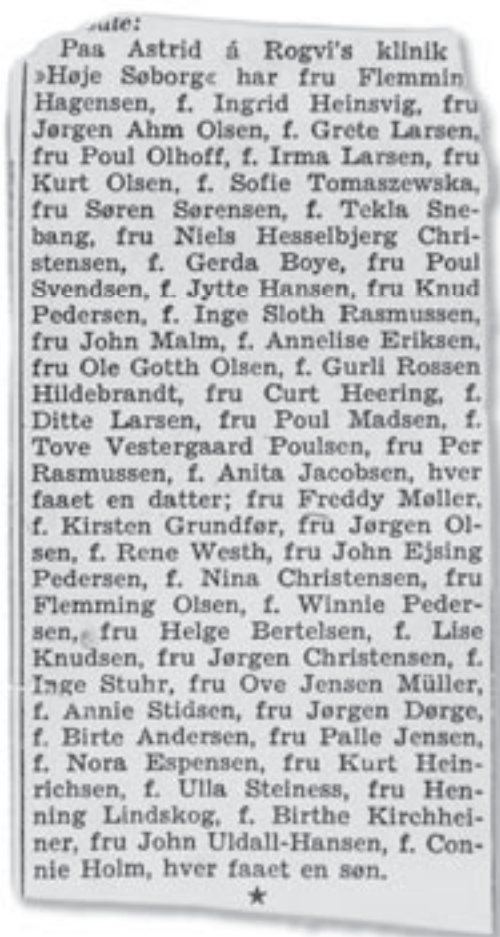 Paa Astrid á Rogvi's klinik
»Høje Søborg« har fru Flemmin
Hagensen, f. Ingrid Heinsvig, fru
Jørgen Ahm Olsen, f. Grete Larsen,
fru Poul Olhoff, f. Irma Larsen, fru
Kurt Olsen, f. Sofie Tomaszewska,
fru Søren Sørensen, f. Tekla Sne-
bang, fru Niels Hesselbjerg Chri-
stensen, f. Gerda Boye, fru Poul
Svendsen, f. Jytte Hansen, fru Knud
Pedersen, f. Inge Sloth Rasmussen,
fru John Malm, f. Annelise Eriksen,
fru Ole Gotth Olsen, f. Gurli Rossen
Hildebrandt, fru Curt Heering, f.
Ditte Larsen, fru Poul Madsen, f.
Tove Vestergaard Poulsen, fru Per
Rasmussen, f. Anita Jacobsen, hver
faaet en datter; fru Freddy Møller,
f. Kirsten Grundfør, fru Jørgen Ol-
sen, f. Rene Westh, fru John Ejsing
Pedersen, f. Nina Christensen, fru
Flemming Olsen, f. Winnie Peder-
sen, fru Helge Bertelsen, f. Lise
Knudsen, fru Jørgen Christensen, f.
Inge Stuhr, fru Ove Jensen Müller,
f. Annie Stidsen, fru Jørgen Dørge,
f. Birte Andersen, fru Palle Jensen,
f. Nora Espensen, fru Kurt Hein-
richsen, f. Ulla Steiness, fru Hen-
ning Lindskog, f. Birthe Kirchhei-
ner, fru John Uldall-Hansen, f. Con-
nie Holm, hver faaet en søn.